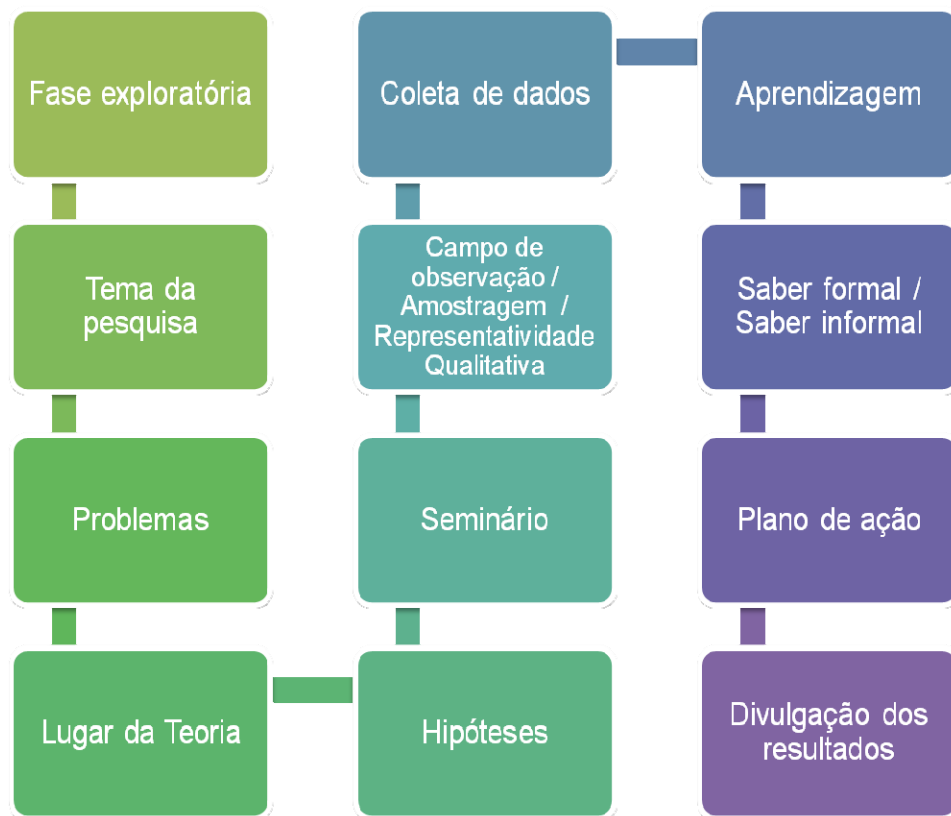 Fase exploratória
Tema da
pesquisa
Problemas
Lugar da Teoria
Hipóteses
Seminário
Campo de
observação /
Amostragem /
Representatividade
Qualitativa
Coleta de dados
Aprendizagem
Saber formal /
Saber informal
Plano de ação
Divulgação dos
resultados